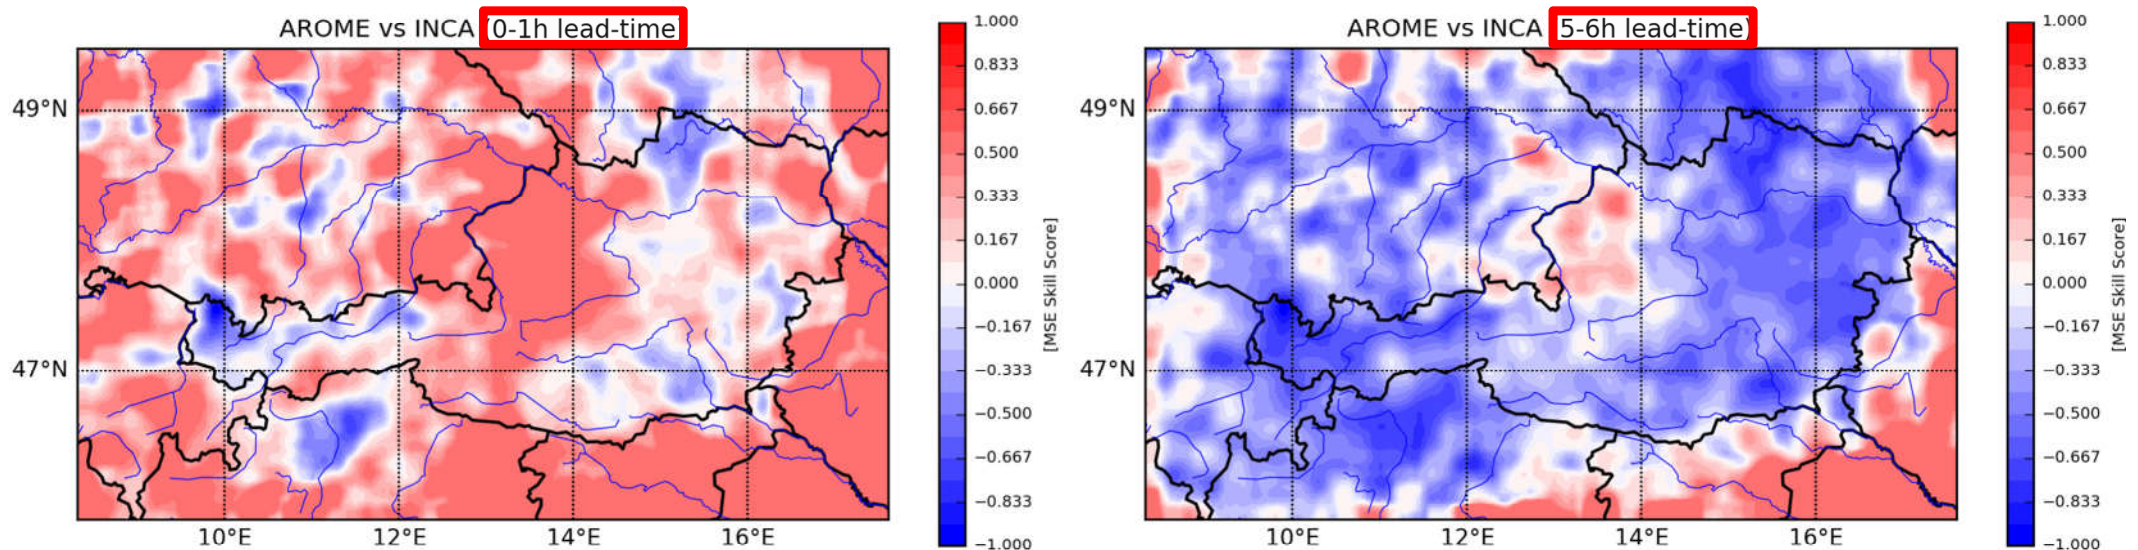 AROME vs INCA (0-1h lead-time)
49°N
47°N
10°E
12°E
14°E
16°E
1.000
0.833
0.667
0.500
0.333
0.167
0.000
−0.167
−0.333
−0.500
−0.667
−0.833
−1.000
[MSE Skill Score]
AROME vs INCA (5-6h lead-time)
49°N
47°N
10°E
12°E
14°E
16°E
1.000
0.833
0.667
0.500
0.333
0.167
0.000
−0.167
−0.333
−0.500
−0.667
−0.833
−1.000
[MSE Skill Score]